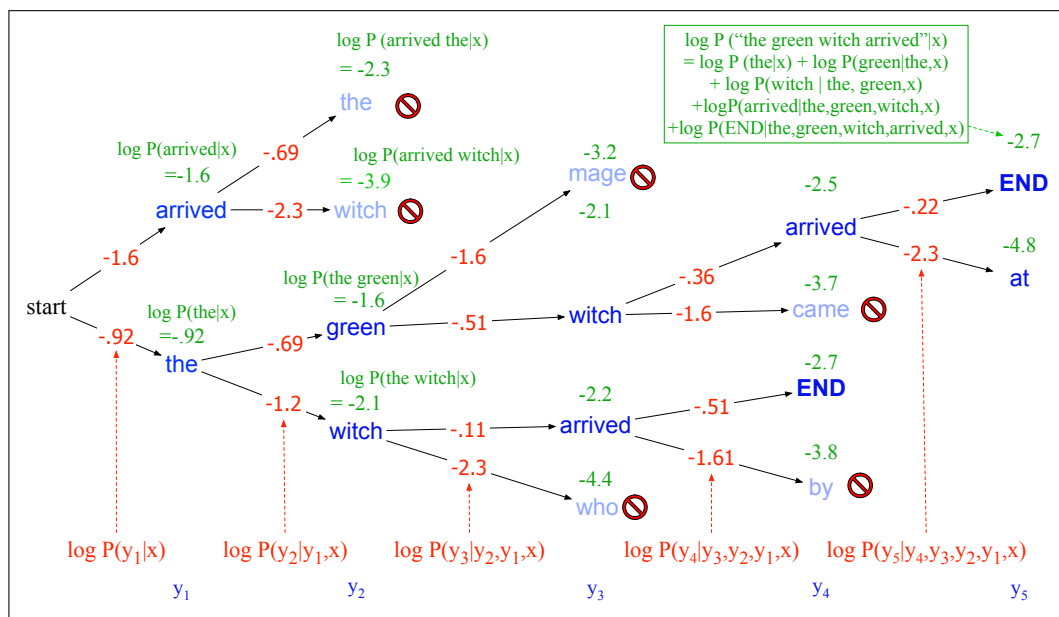 log P (arrived the|x)
= -2.3
the
log P ("the green witch arrived"|x)
= log P (the|x) + log P(green|the,x)
+ log P(witch | the, green,x)
+logP(arrived|the,green,witch,x)
+log P(END|the,green,witch,arrived,x)
-2.7
END
log P(arrived|x)
=-1.6
arrived
-.69
log P(arrived witch|x)
= -3.9
-2.3
witch
-3.2
mage
-2.1
-2.5
arrived
-.22
-2.3
-4.8
at
-1.6
start
-.92
log P(the|x)
=-.92
the
log P(the green|x)
= -1.6
green
-.69
-1.6
-.51
witch
-.36
-1.6
-3.7
came
-1.2
log P(the witch|x)
= -2.1
witch
-.11
-2.3
-2.2
arrived
-.51
-1.61
-2.7
END
-4.4
who
-3.8
by
log P(y1|x)
log P(y2|y1,x)
log P(y3|y2,y1,x)
log P(y4|y3,y2,y1,x)
log P(y5|y4,y3,y2,y1,x)
y1
y2
y3
y4
y5